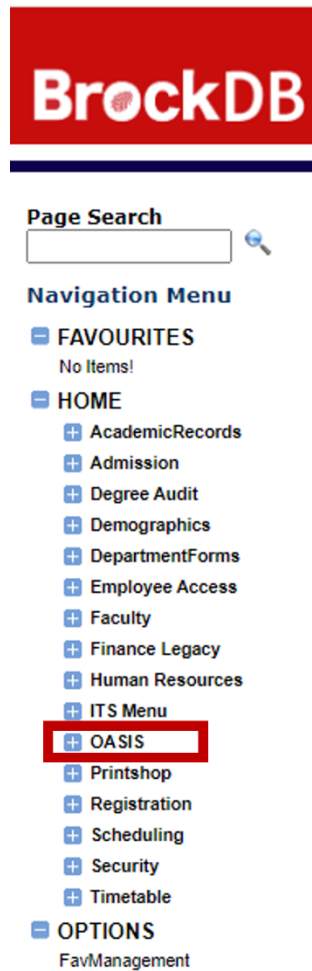 BrockDB
Page Search
Navigation Menu
FAVOURITES
No Items!
HOME
AcademicRecords
Admission
Degree Audit
Demographics
DepartmentForms
Employee Access
Faculty
Finance Legacy
Human Resources
ITS Menu
OASIS
Printshop
Registration
Scheduling
Security
Timetable
OPTIONS
FavManagement